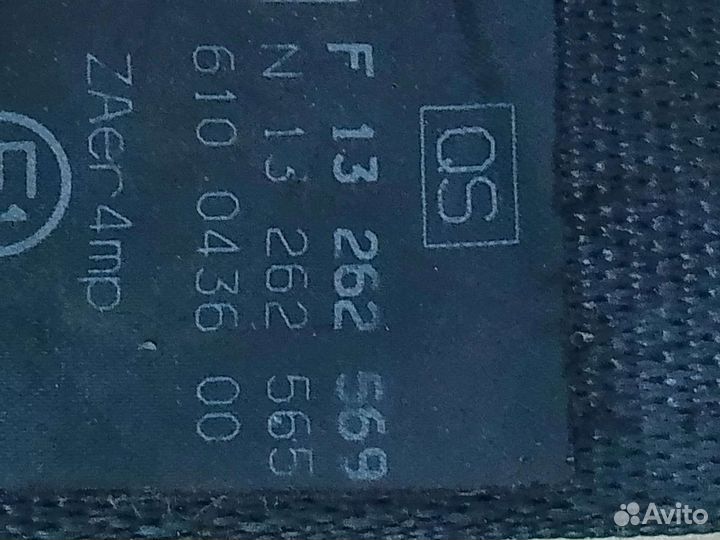 QS
F 13 262 569
N 13 262 565
610 0436 00
ZAer4mp
E1
Avito